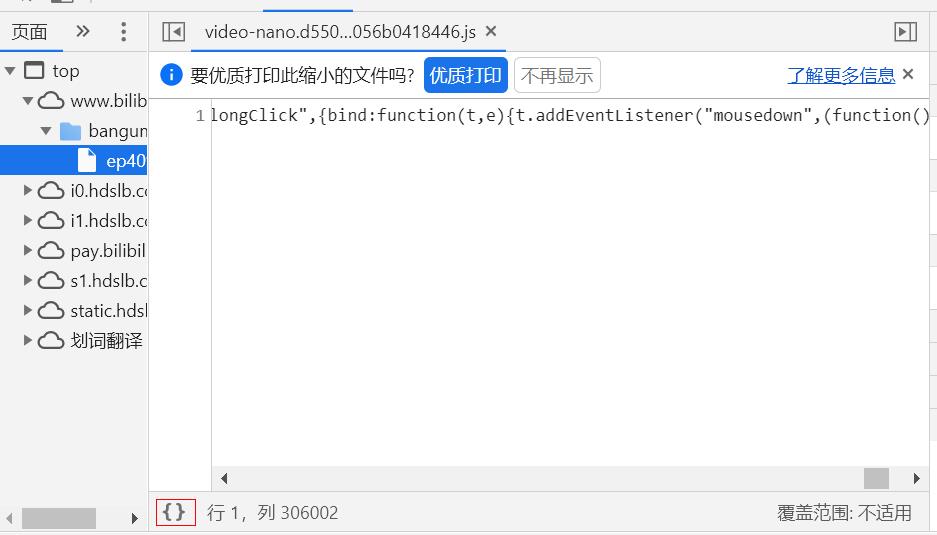 页面
video-nano.d550...056b0418446.js
要优质打印此缩小的文件吗?
优质打印
不再显示
了解更多信息
top
www.bilib
bangun
ep40
i0.hdslb.co
i1.hdslb.co
pay.bilibil
s1.hdslb.c
static.hdsl
划词翻译
1
longClick",{bind:function(t,e){t.addEventListener("mousedown",(function()
{}
行 1，列 306002
覆盖范围: 不适用